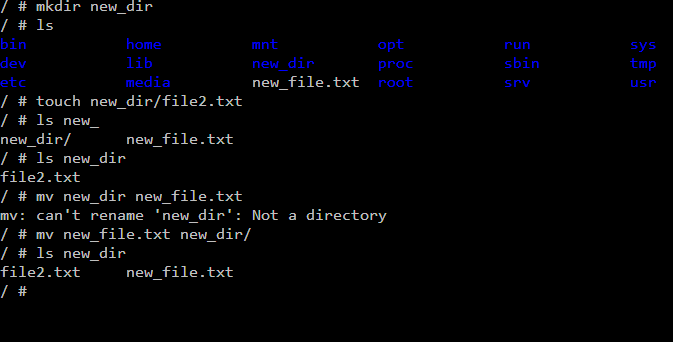 / # mkdir new_dir
/ # ls
bin home mnt opt run sys
dev lib new_dir proc sbin tmp
etc media new_file.txt root srv usr
/ # touch new_dir/file2.txt
/ # ls new_
new_dir/ new_file.txt
/ # ls new_dir
file2.txt
/ # mv new_dir new_file.txt
mv: can't rename 'new_dir': Not a directory
/ # mv new_file.txt new_dir/
/ # ls new_dir
file2.txt new_file.txt
/ #